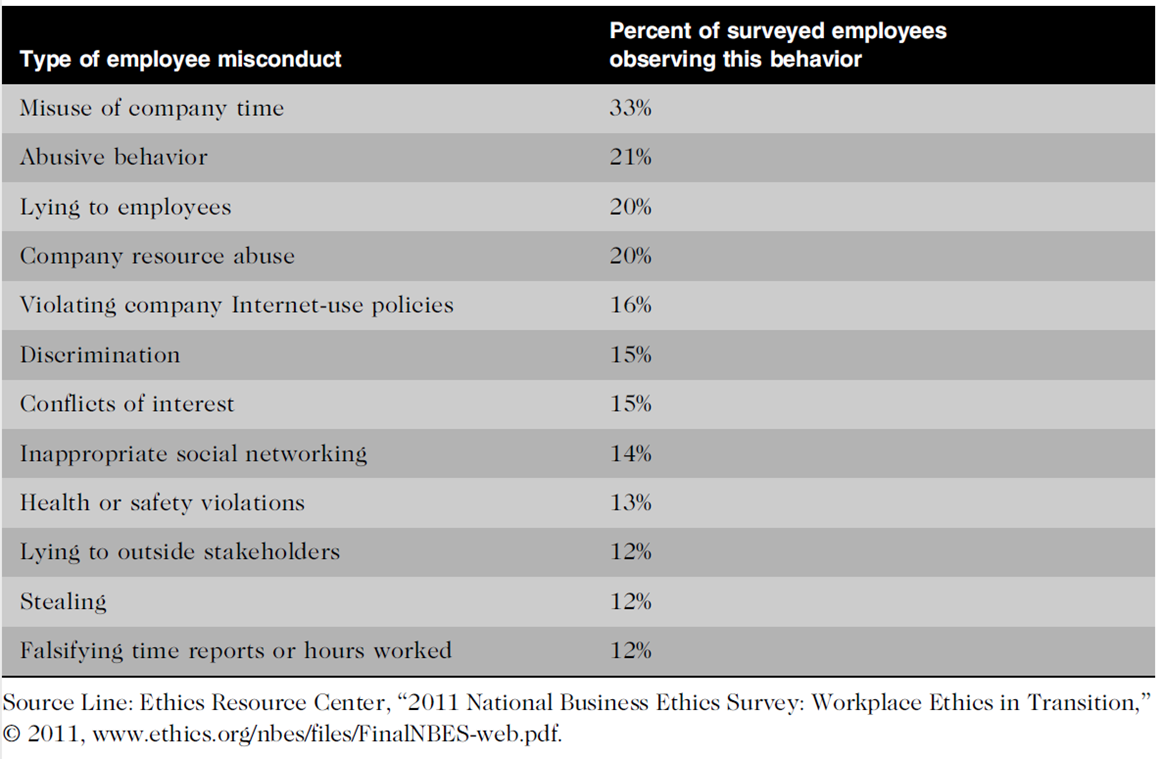 Type of employee misconduct Percent of surveyed employees observing this behavior
Misuse of company time 33%
Abusive behavior 21%
Lying to employees 20%
Company resource abuse 20%
Violating company Internet-use policies 16%
Discrimination 15%
Conflicts of interest 15%
Inappropriate social networking 14%
Health or safety violations 13%
Lying to outside stakeholders 12%
Stealing 12%
Falsifying time reports or hours worked 12%
Source Line: Ethics Resource Center, “2011 National Business Ethics Survey: Workplace Ethics in Transition,”
© 2011, www.ethics.org/nbes/files/FinalNBES-web.pdf.